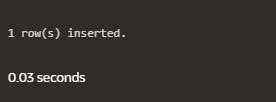 1 row(s) inserted.
0.03 seconds